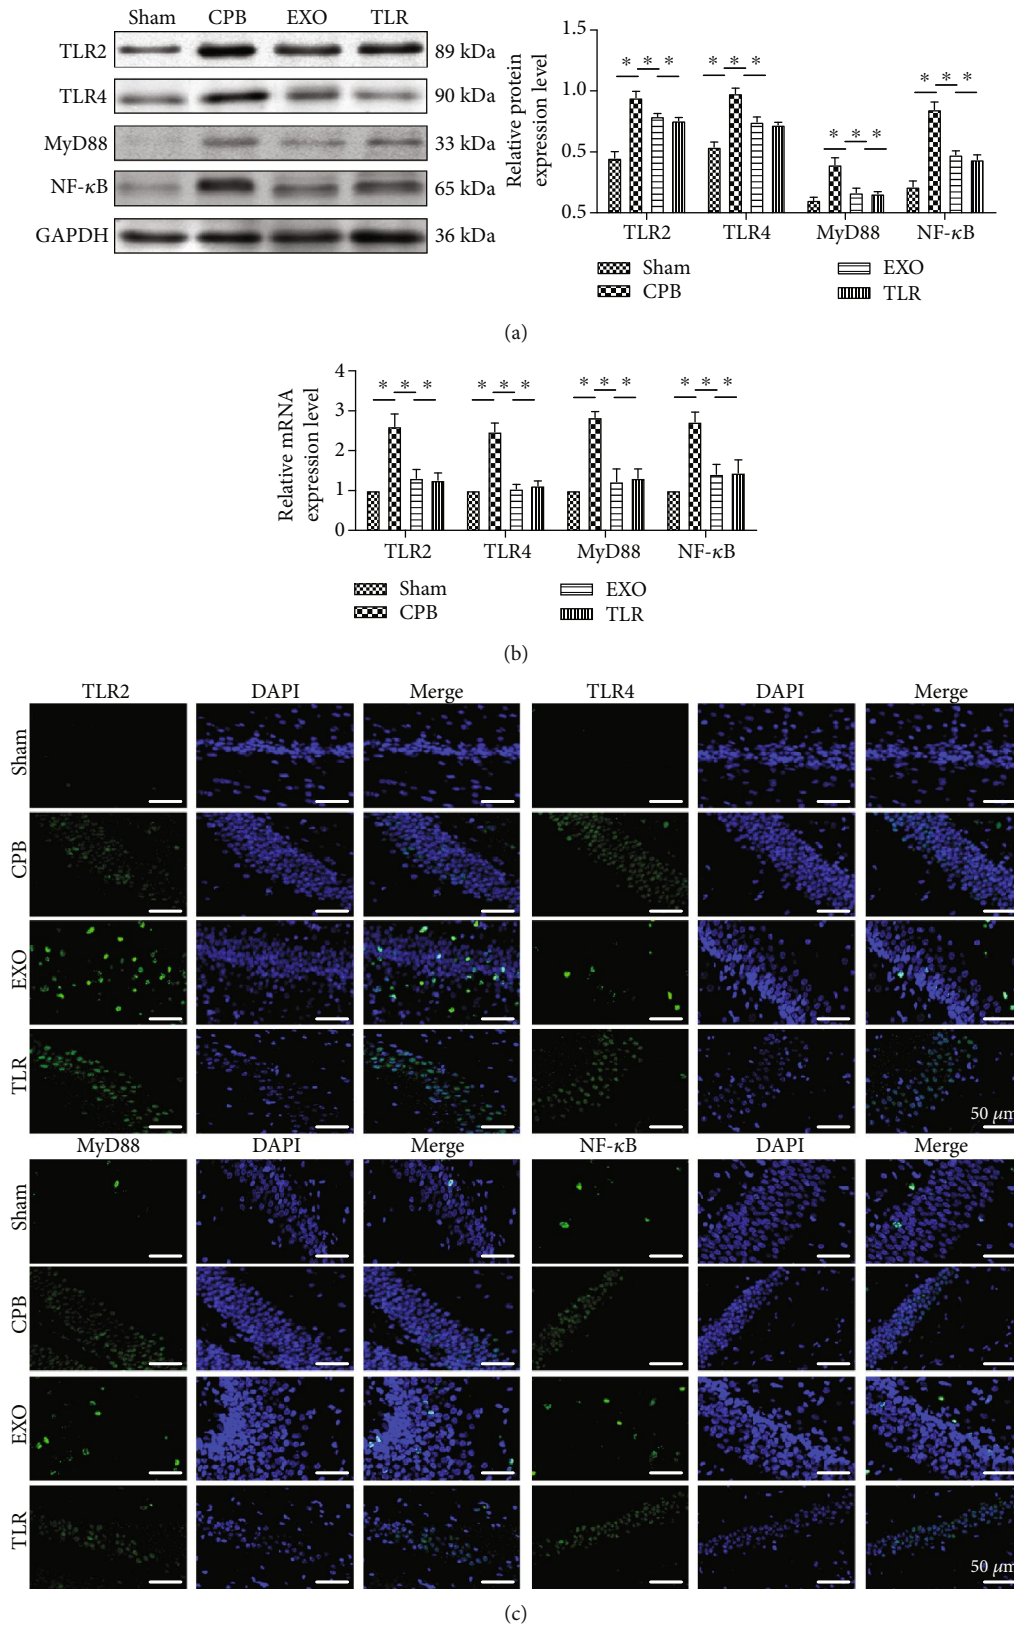 Sham CPB EXO TLR
TLR2 89 kDa
TLR4 90 kDa
MyD88 33 kDa
NF-κB 65 kDa
GAPDH 36 kDa
Relative protein
expression level
1.5
1.0
0.5
0.5
* * * * * * * * * * * *
TLR2 TLR4 MyD88 NF-κB
Sham EXO
CPB TLR
(a)
Relative mRNA
expression level
4
3
2
1
0
* * * * * * * * * * * *
TLR2 TLR4 MyD88 NF-κB
Sham EXO
CPB TLR
(b)
TLR2 DAPI Merge TLR4 DAPI Merge
Sham
CPB
EXO
TLR
50 μm
MyD88 DAPI Merge NF-κB DAPI Merge
Sham
CPB
EXO
TLR
50 μm
(c)